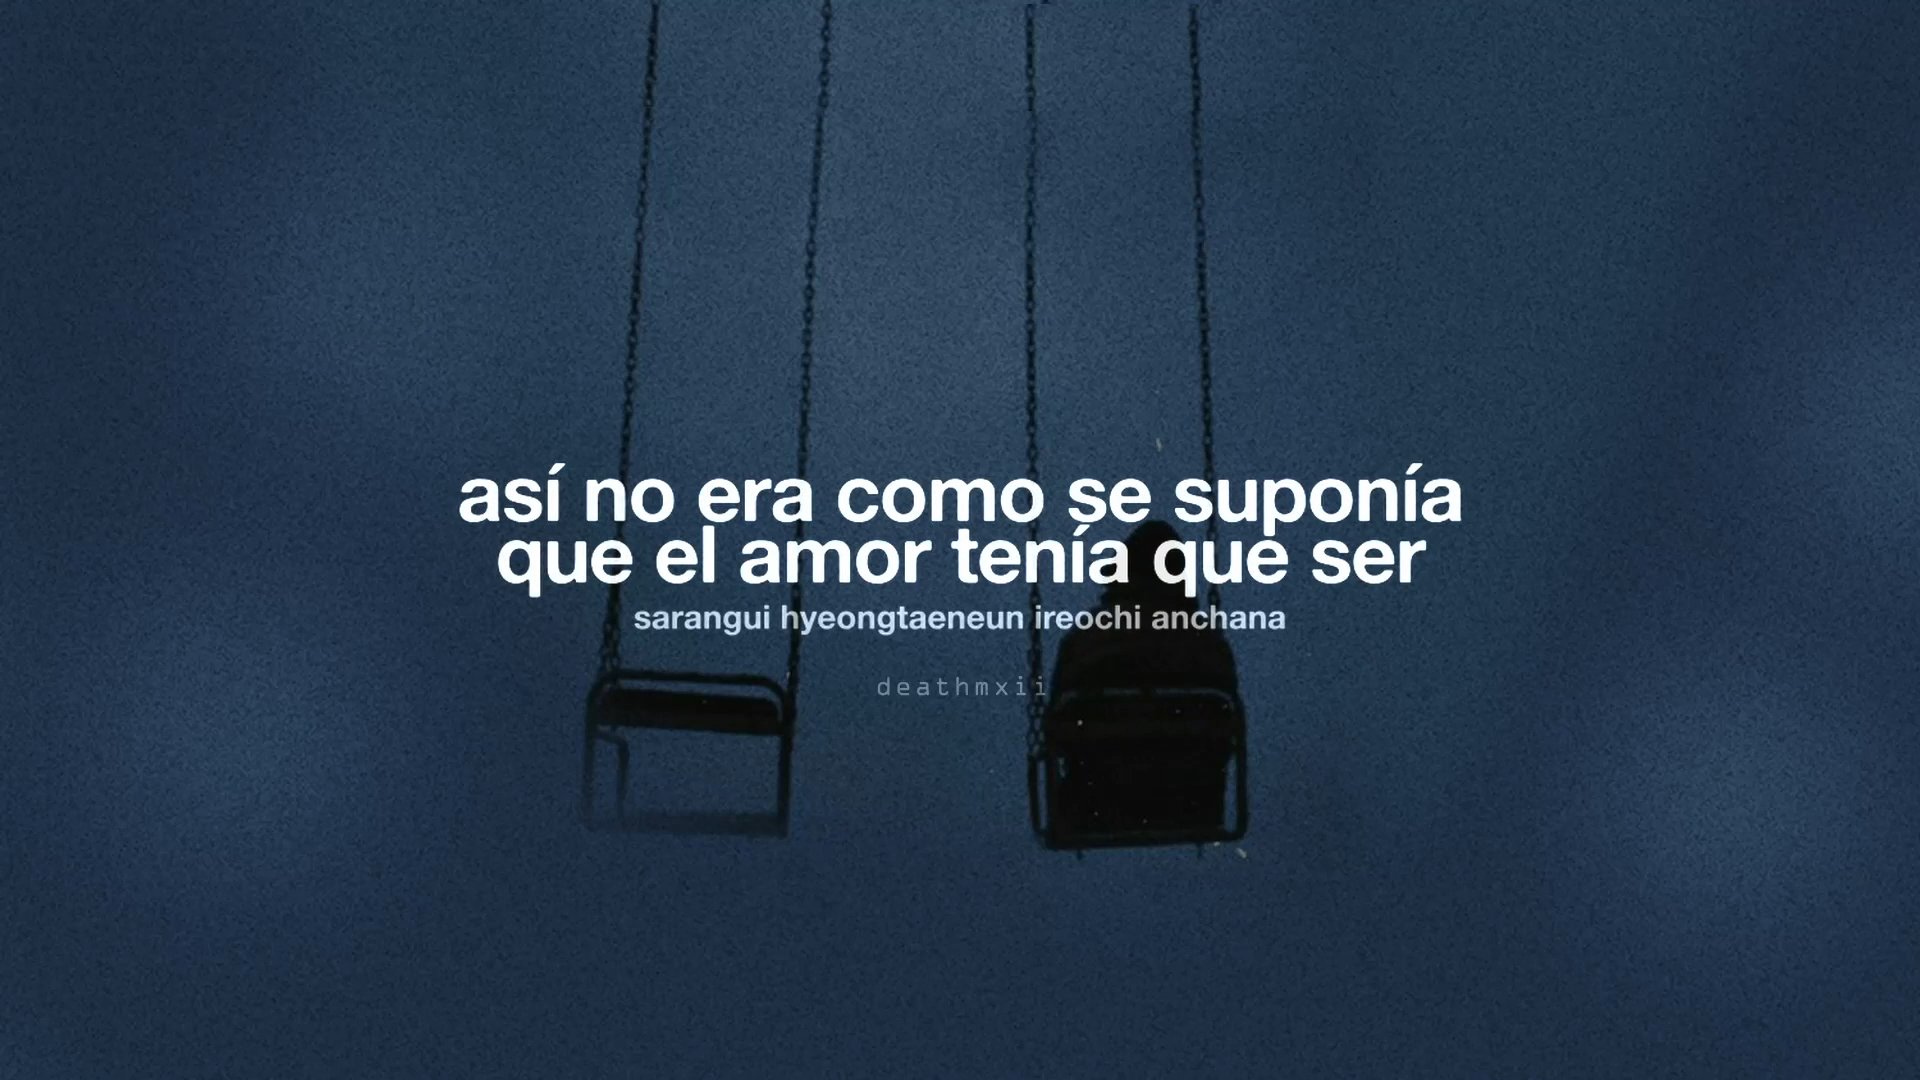 así no era como se suponía
que el amor tenía que ser
sarangui hyeongtaeneun ireochi anchana
deathmxii